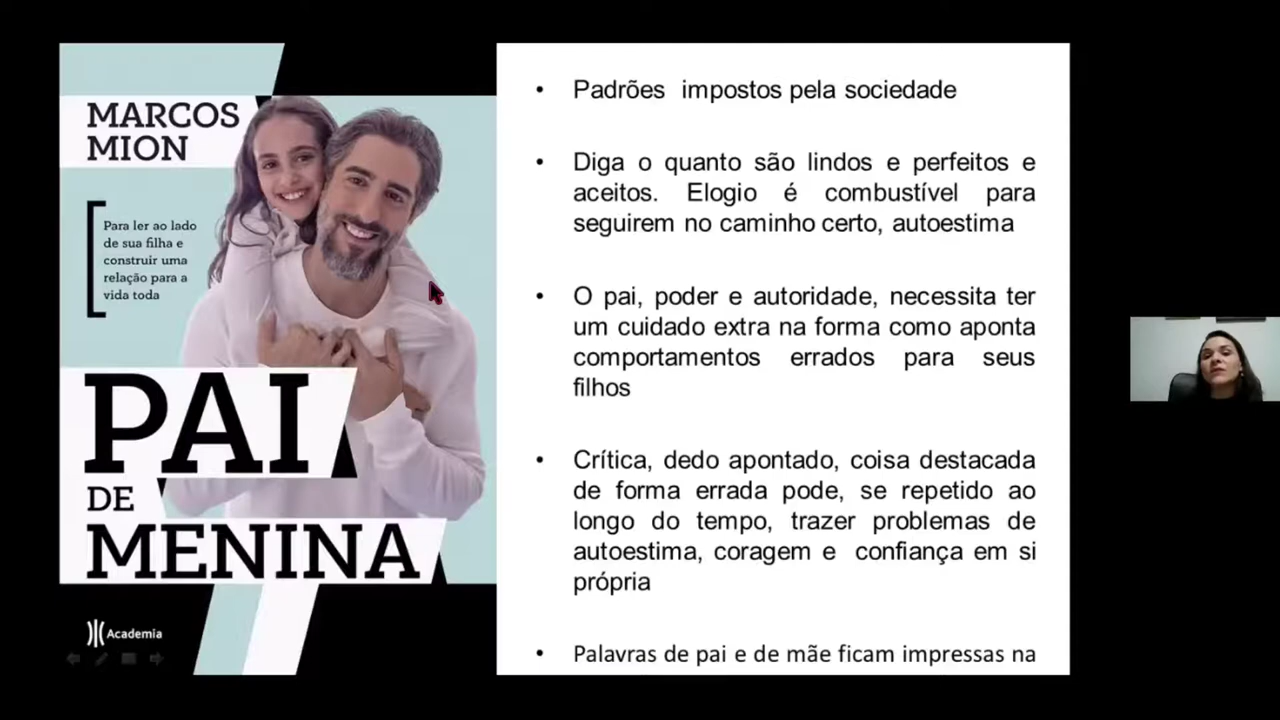 MARCOS
MION
Para ler ao lado
de sua filha e
construir uma
relação para a
vida toda
PAI
DE
MENINA
Academia
• Padrões impostos pela sociedade
• Diga o quanto são lindos e perfeitos e
aceitos. Elogio é combustível para
seguirem no caminho certo, autoestima
• O pai, poder e autoridade, necessita ter
um cuidado extra na forma como aponta
comportamentos errados para seus
filhos
• Crítica, dedo apontado, coisa destacada
de forma errada pode, se repetido ao
longo do tempo, trazer problemas de
autoestima, coragem e confiança em si
própria
• Palavras de pai e de mãe ficam impressas na